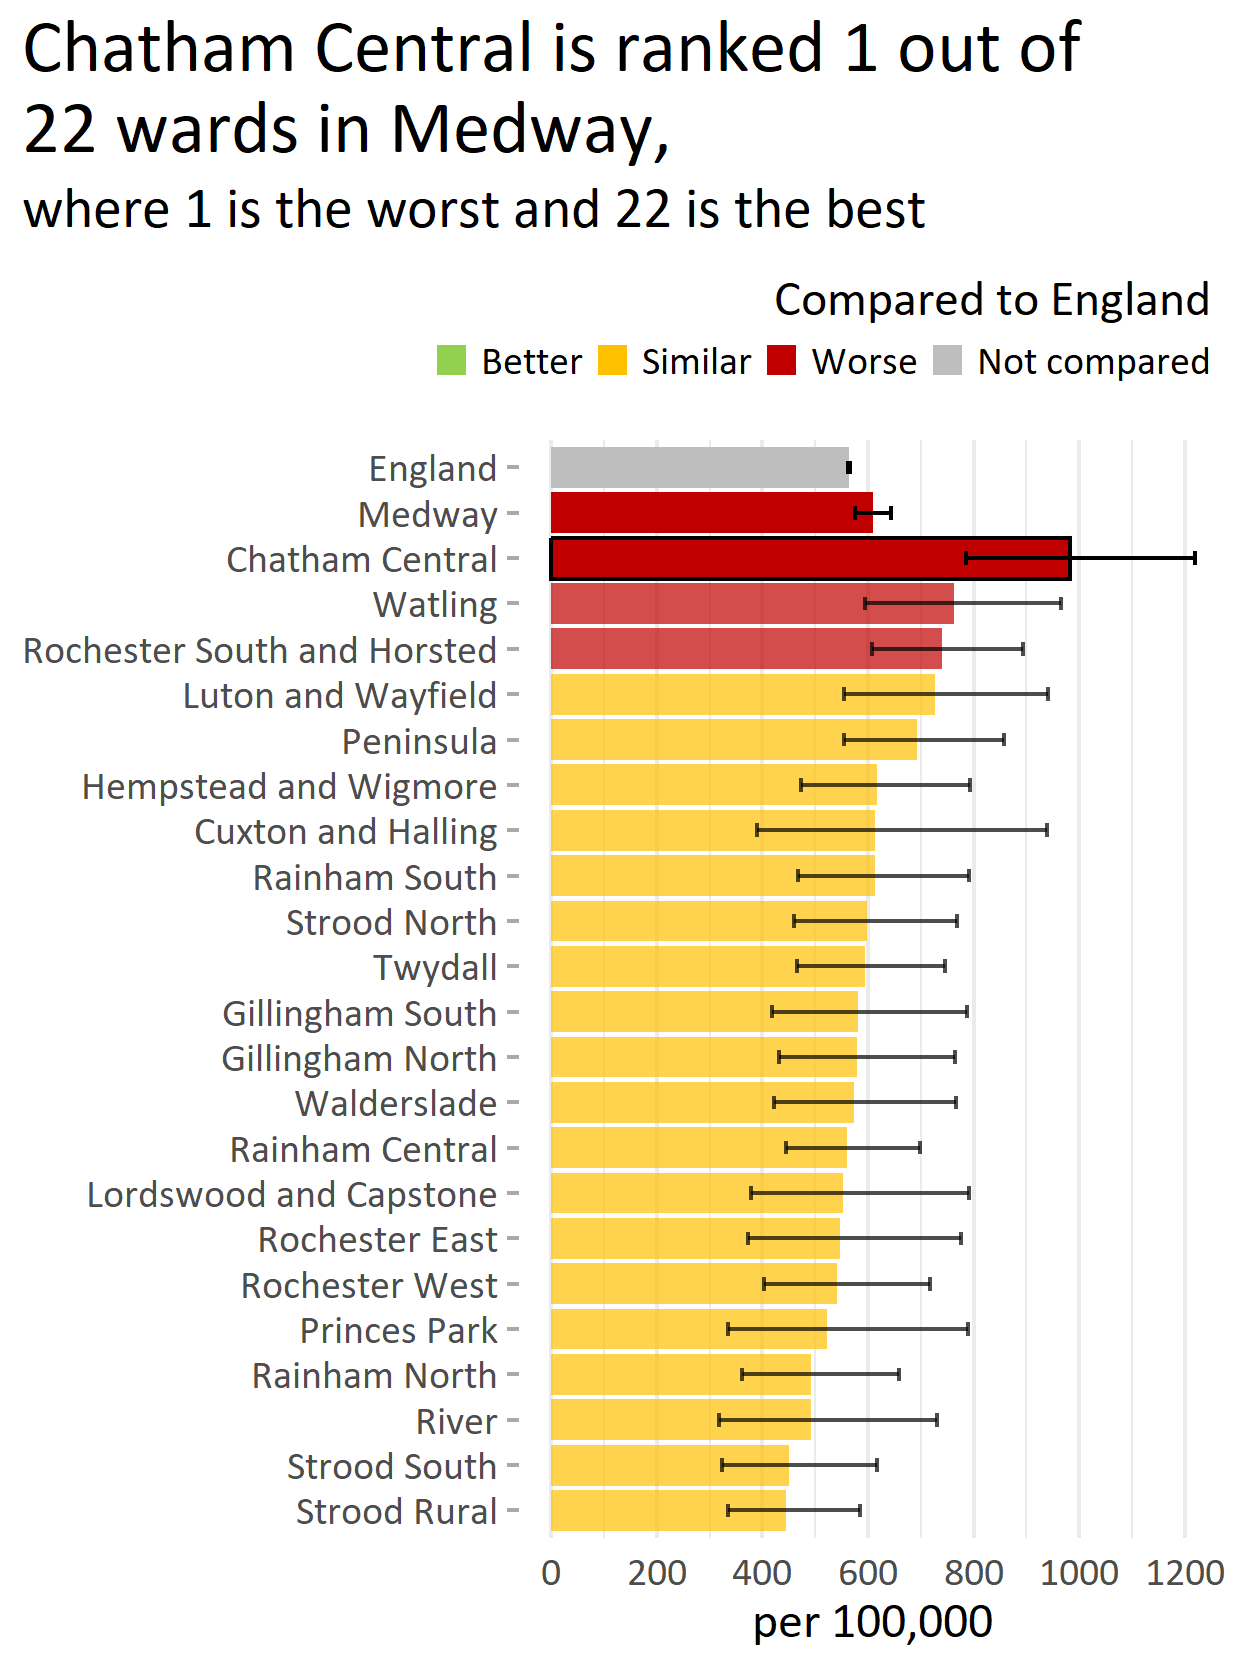 Chatham Central is ranked 1 out of
22 wards in Medway,
where 1 is the worst and 22 is the best
Compared to England
Better Similar Worse Not compared
England
Medway
Chatham Central
Watling
Rochester South and Horsted
Luton and Wayfield
Peninsula
Hempstead and Wigmore
Cuxton and Halling
Rainham South
Strood North
Twydall
Gillingham South
Gillingham North
Walderslade
Rainham Central
Lordswood and Capstone
Rochester East
Rochester West
Princes Park
Rainham North
River
Strood South
Strood Rural
0 200 400 600 800 1000 1200
per 100,000